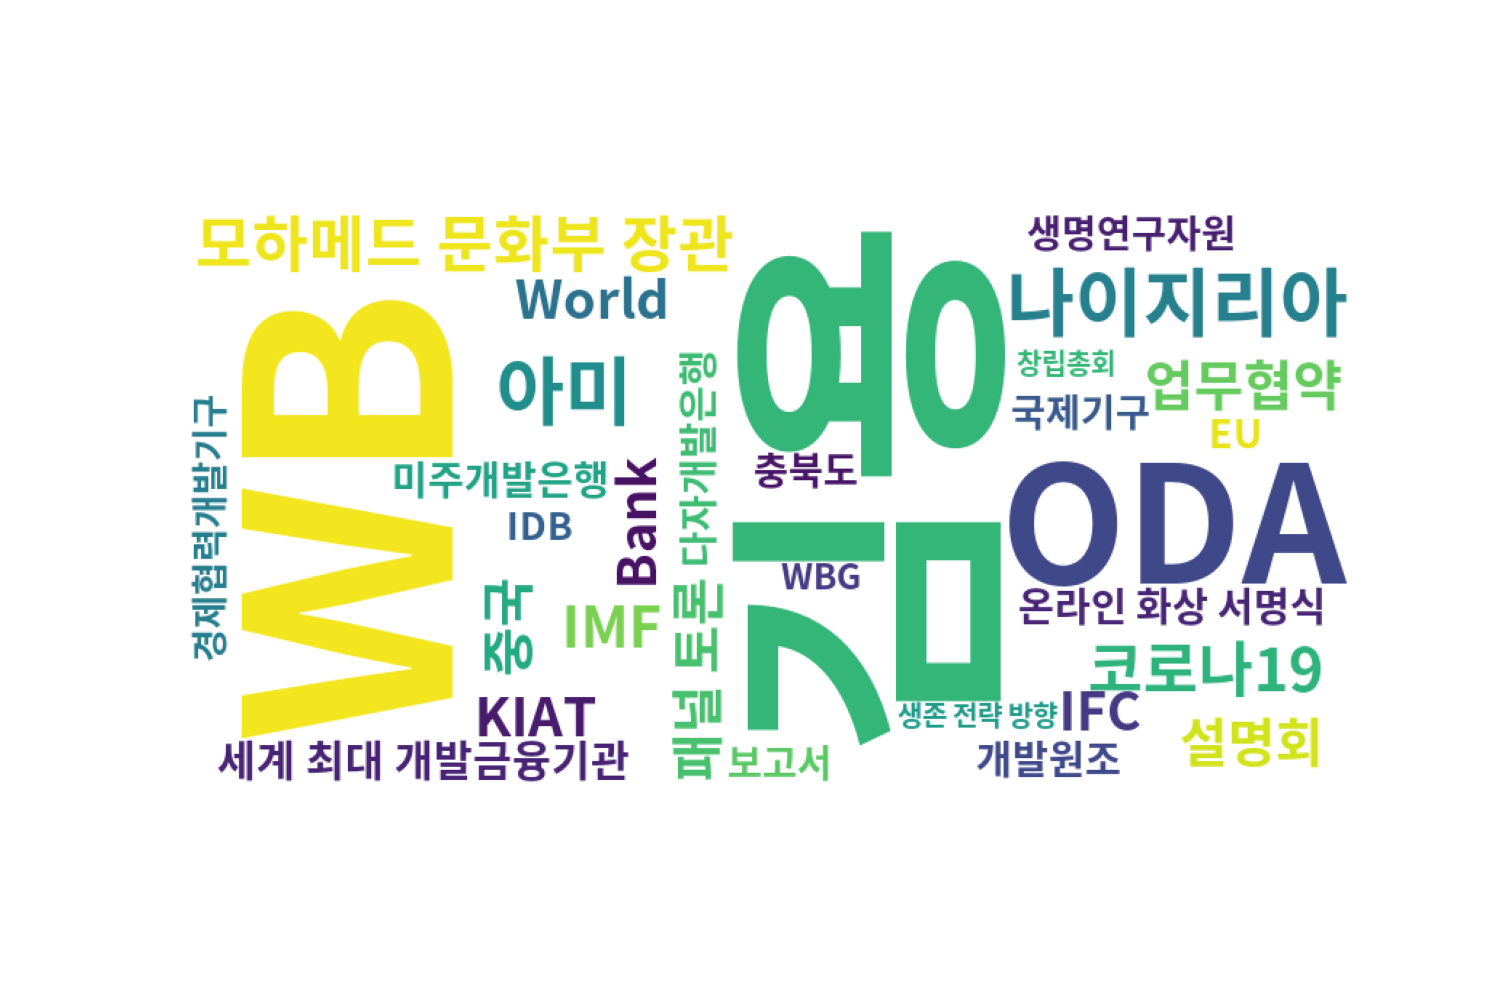 모하메드 문화부 장관
생명연구자원
World
나이지리아
WB
김용
아미
창립총회
업무협약
국제기구
EU
경제협력개발기구
미주개발은행
Bank
다자개발은행
충북도
ODA
IDB
WBG
중국
IMF
패널 토론
온라인 화상 서명식
코로나19
KIAT
생존 전략 방향
IFC
세계 최대 개발금융기관
보고서
개발원조
설명회